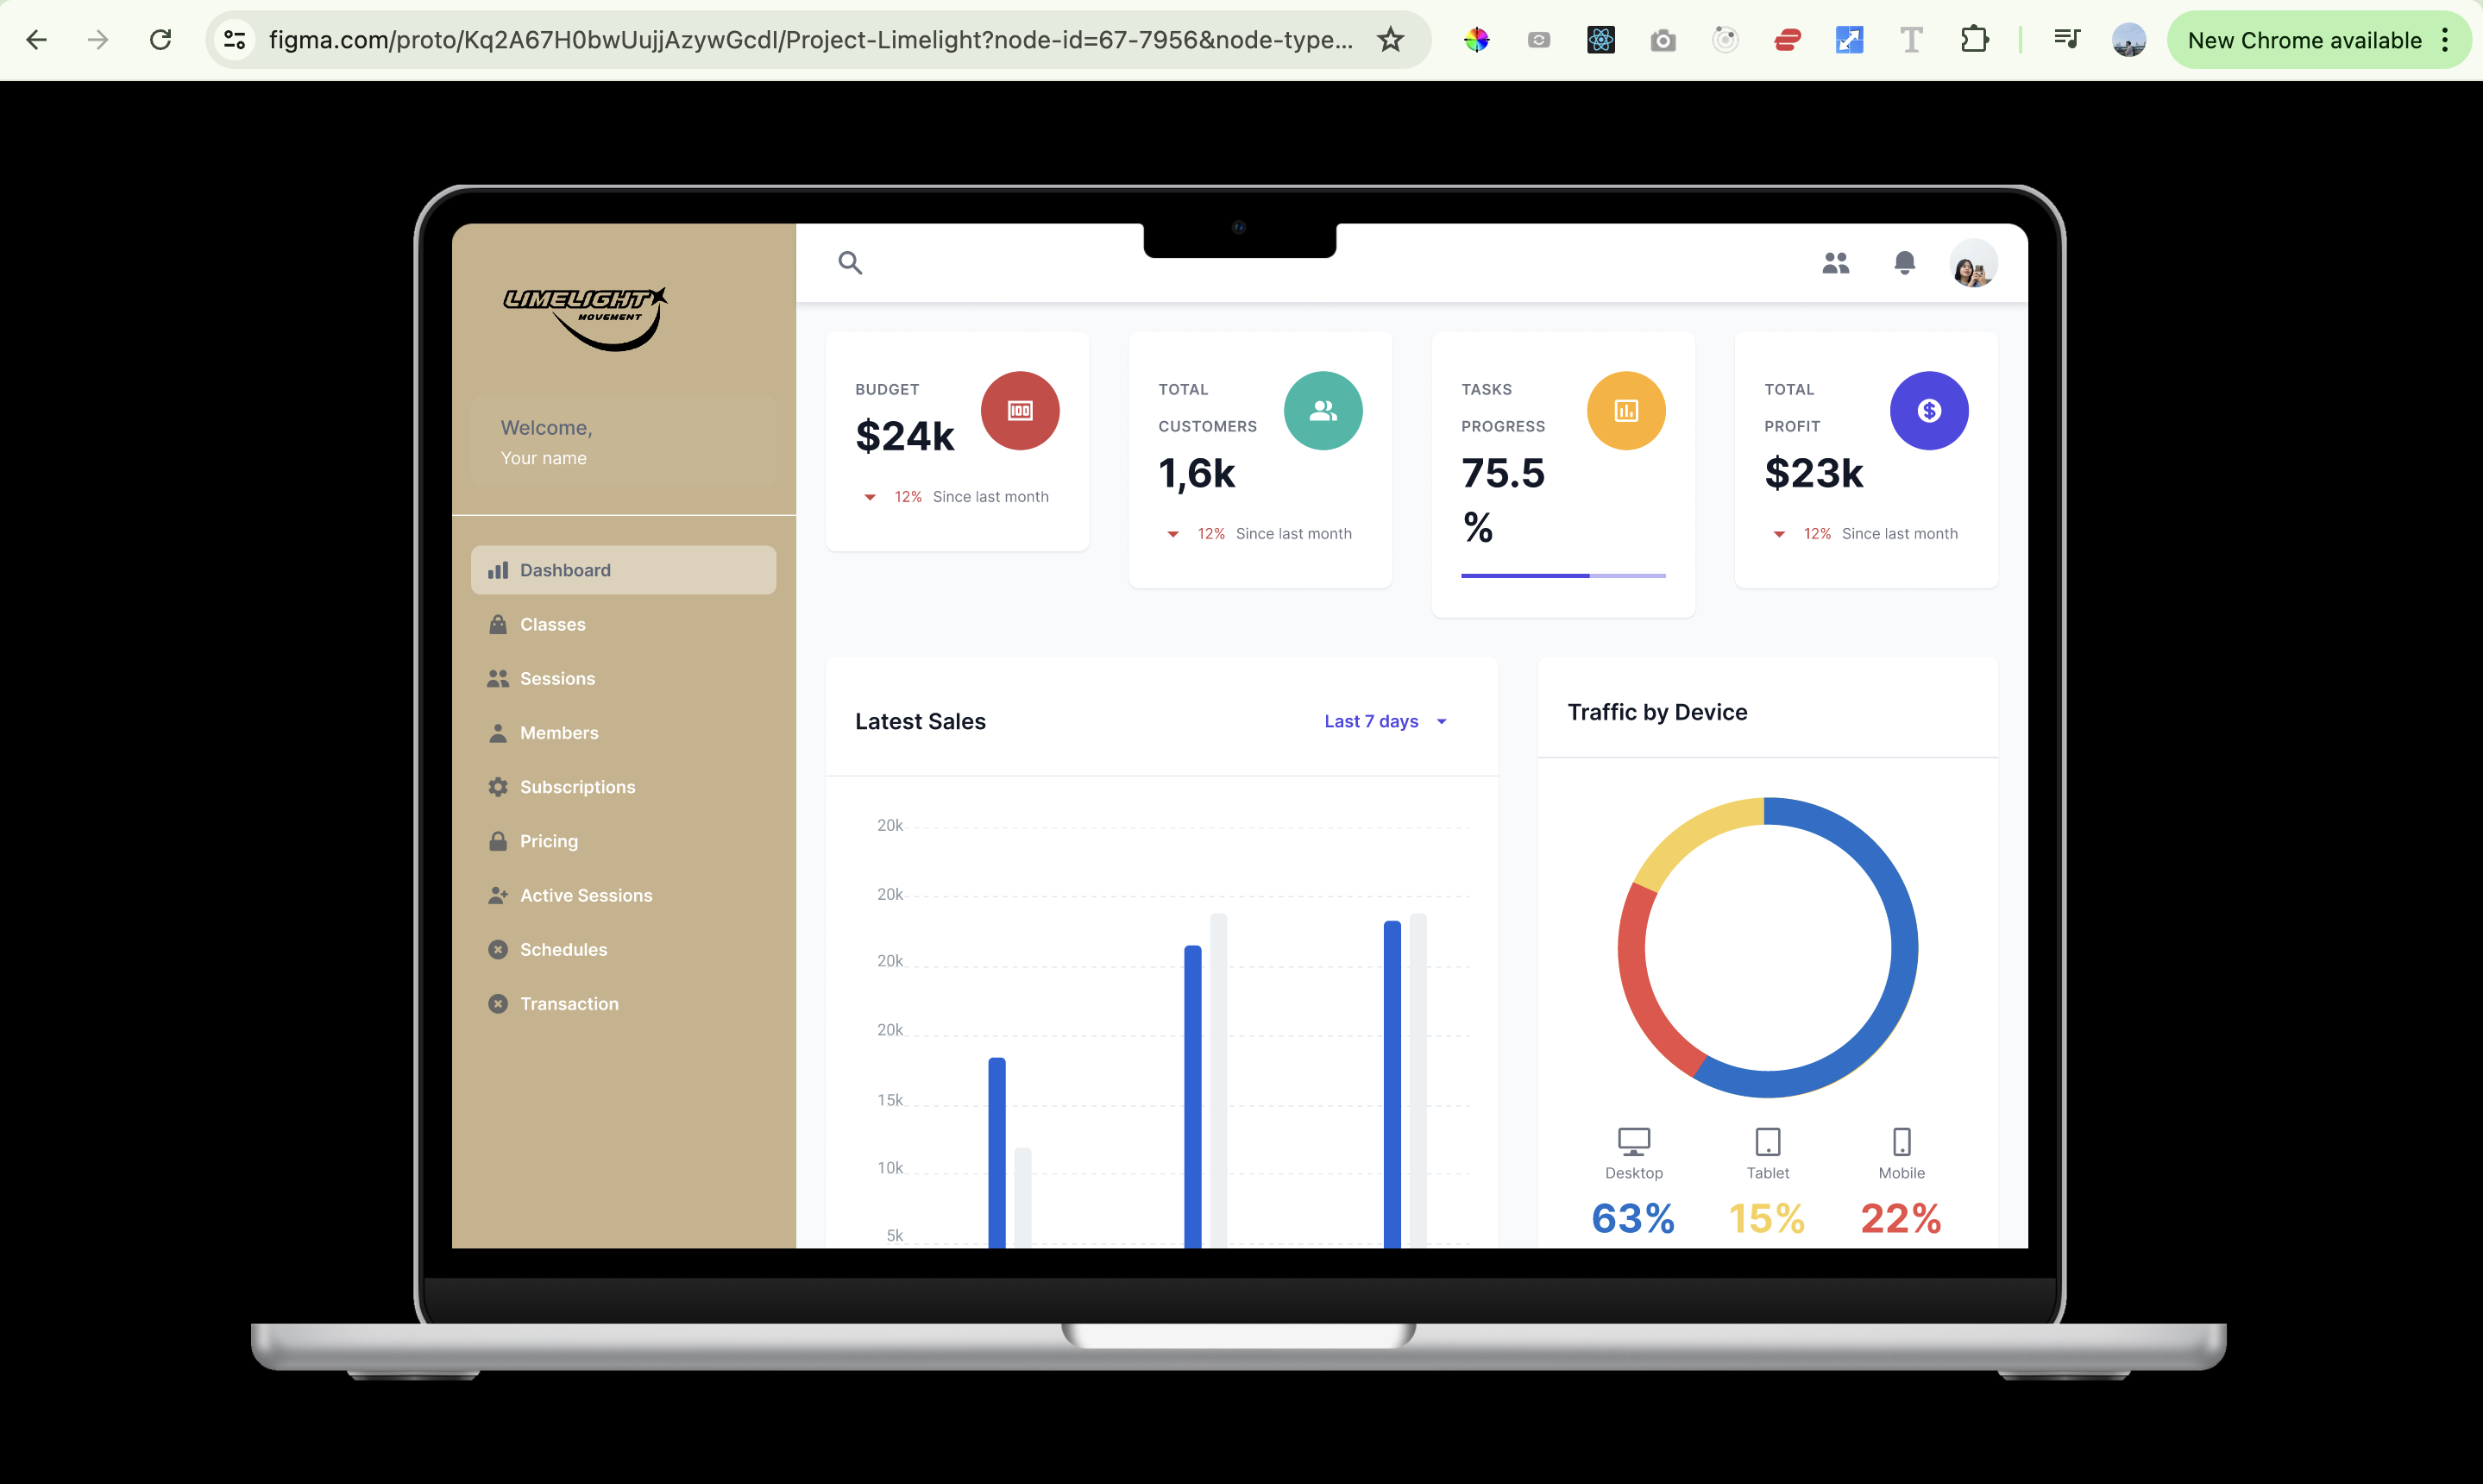 figma.com/proto/Kq2A67H0bwUujjAzywGcdI/Project-Limelight?node-id=67-7956&node-type...
New Chrome available
LIMELIGHT
MOVEMENT
Welcome,
Your name
Dashboard
Classes
Sessions
Members
Subscriptions
Pricing
Active Sessions
Schedules
Transaction
BUDGET
$24k
12% Since last month
TOTAL
CUSTOMERS
1,6k
12% Since last month
TASKS
PROGRESS
75.5
%
TOTAL
PROFIT
$23k
12% Since last month
Latest Sales
Last 7 days
20k
20k
20k
20k
15k
10k
5k
Traffic by Device
Desktop
Tablet
Mobile
63%
15%
22%